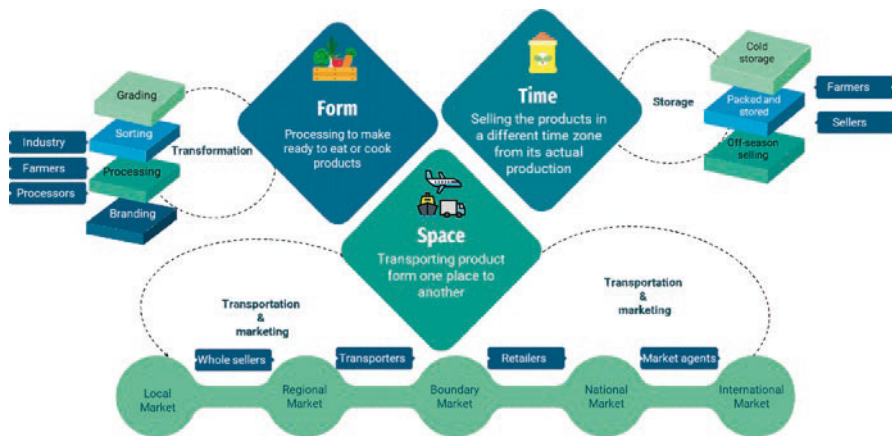 Grading
Sorting
Processing
Branding
Industry
Farmers
Processors
Transformation
Form
Processing to make
ready to eat or cook
products
Time
Selling the products in
a different time zone
from its actual
production
Storage
Cold
storage
Packed and
stored
Off-season
selling
Farmers
Sellers
Space
Transporting product
form one place to
another
Transportation
&
marketing
Transportation
&
marketing
Whole sellers
Transporters
Retailers
Market agents
Local
Market
Regional
Market
Boundary
Market
National
Market
International
Market